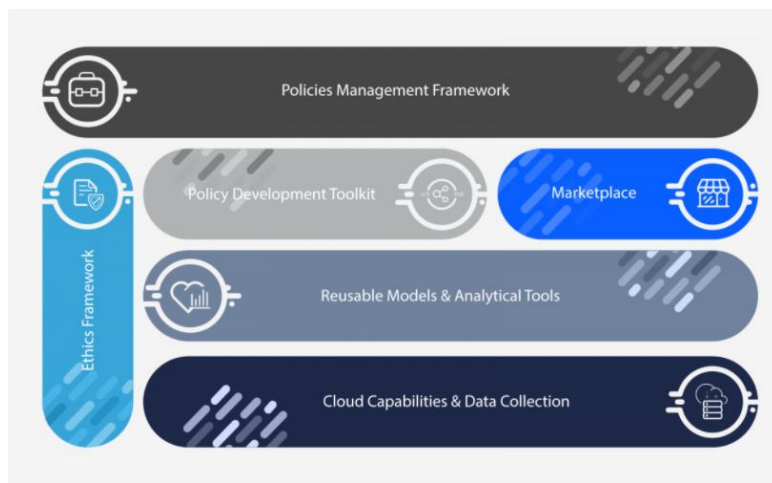 Policies Management Framework
Policy Development Toolkit
Marketplace
Ethics Framework
Reusable Models & Analytical Tools
Cloud Capabilities & Data Collection